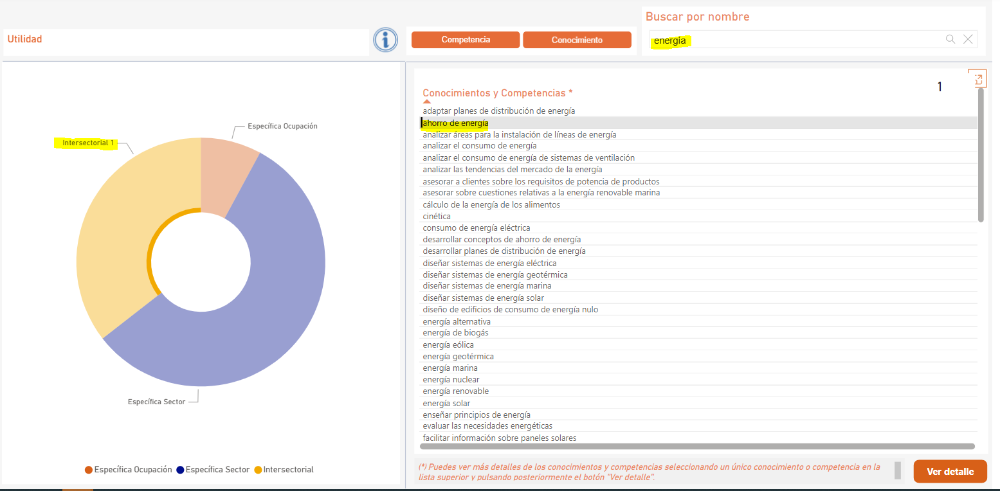 Buscar por nombre
Utilidad
Competencia
Conocimiento
energía
1
Conocimientos y Competencias *
adaptar planes de distribución de energía
ahorro de energía
analizar áreas para la instalación de líneas de energía
analizar el consumo de energía
analizar el consumo de energía de sistemas de ventilación
analizar las tendencias del mercado de la energía
asesorar a clientes sobre los requisitos de potencia de productos
asesorar sobre cuestiones relativas a la energía renovable marina
cálculo de la energía de los alimentos
cinética
consumo de energía eléctrica
desarrollar conceptos de ahorro de energía
desarrollar planes de distribución de energía
diseñar sistemas de energía eléctrica
diseñar sistemas de energía geotérmica
diseñar sistemas de energía marina
diseñar sistemas de energía solar
diseño de edificios de consumo de energía nulo
energía alternativa
energía de biogás
energía eólica
energía geotérmica
energía marina
energía nuclear
energía renovable
energía solar
enseñar principios de energía
evaluar las necesidades energéticas
facilitar información sobre paneles solares
Específica Ocupación
Intersectorial 1
Específica Sector
Específica Ocupación Específica Sector Intersectorial
(*) Puedes ver más detalles de los conocimientos y competencias seleccionando un único conocimiento o competencia en la
lista superior y pulsando posteriormente el botón "Ver detalle".
Ver detalle